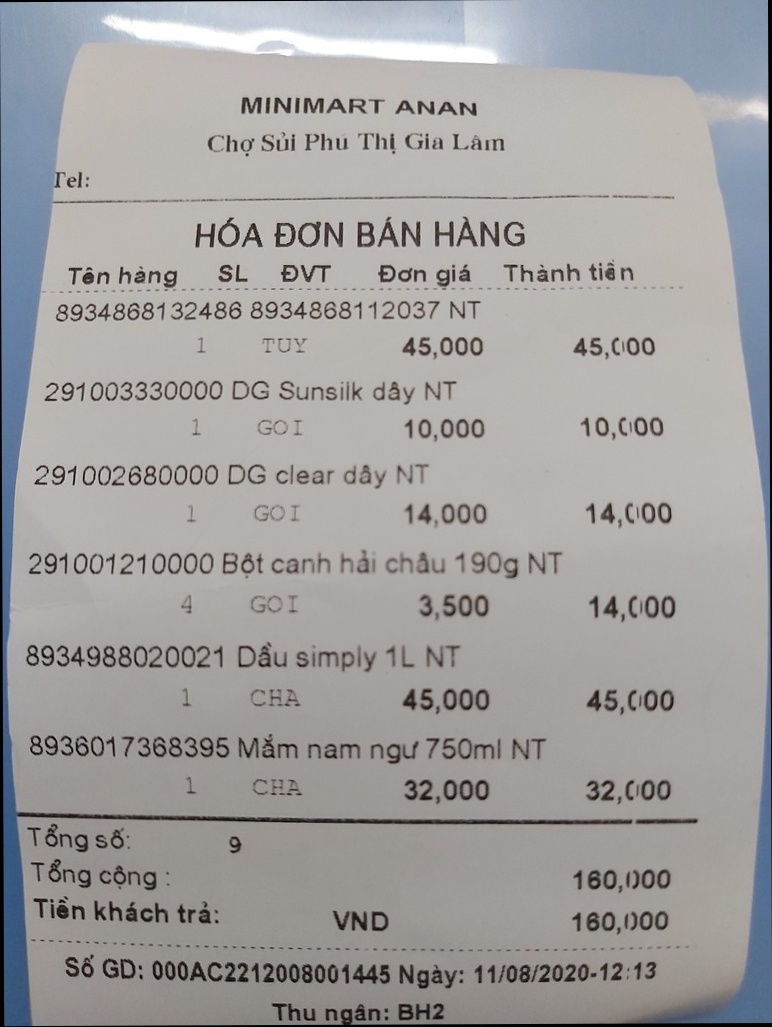 MINIMART ANAN
Chợ Sủi Phú Thị Gia Lâm
Tel:
HÓA ĐƠN BÁN HÀNG
Tên hàng SL ĐVT Đơn giá Thành tiền
8934868132486 8934868112037 NT
1 TUY 45,000 45,000
291003330000 DG Sunsilk dây NT
1 GOI 10,000 10,000
291002680000 DG clear dây NT
1 GOI 14,000 14,000
291001210000 Bột canh hải châu 190g NT
4 GOI 3,500 14,000
8934988020021 Dầu simply 1L NT
1 CHA 45,000 45,000
8936017368395 Mắm nam ngư 750ml NT
1 CHA 32,000 32,000
Tổng số: 9
Tổng cộng : 160,000
Tiền khách trả: VND 160,000
Số GD: 000AC2212008001445 Ngày: 11/08/2020-12:13
Thu ngân: BH2